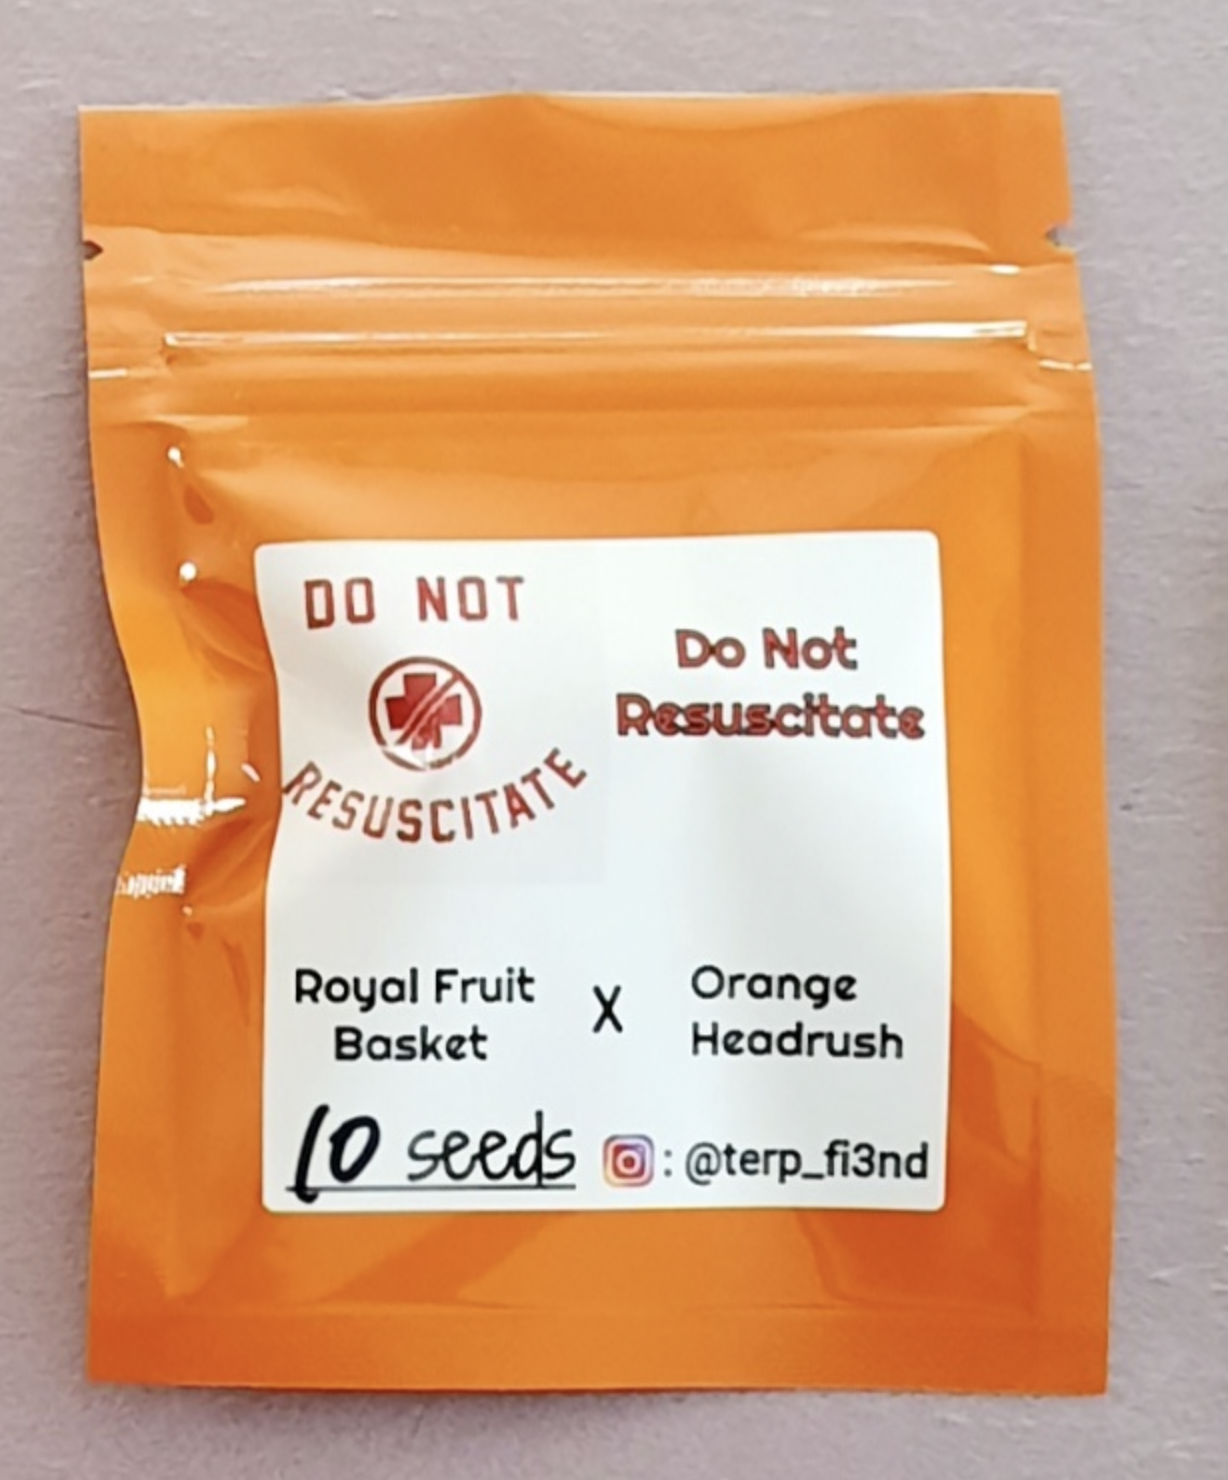 DO NOT
RESUSCITATE
Do Not
Resuscitate
Royal Fruit
Basket
X
Orange
Headrush
10 seeds
: @terp_fi3nd